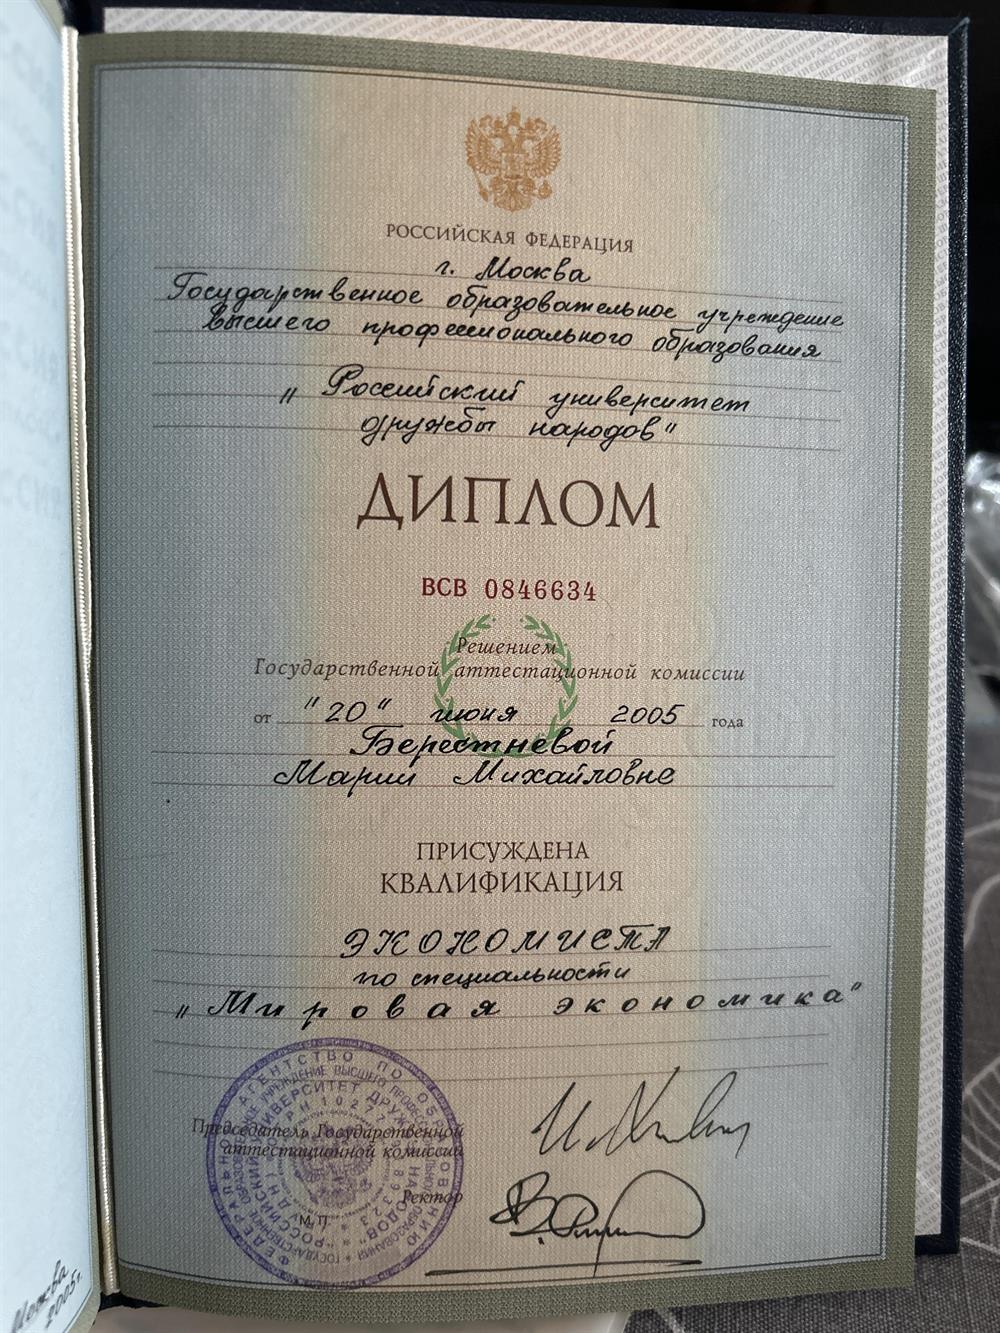 РОССИЙСКАЯ ФЕДЕРАЦИЯ
г. Москва
Государственное образовательное учреждение
высшего профессионального образования
„Российский университет
дружбы народов"
ДИПЛОМ
ВСВ 0846634
Решением
Государственной аттестационной комиссии
от "20" июня 2005 года
Берестневой
Марии Михайловне
ПРИСУЖДЕНА
КВАЛИФИКАЦИЯ
ЭКОНОМИСТА
по специальности
„Мировая экономика"
Председатель Государственной
аттестационной комиссии
Ректор
М.П.
Москва
2005г.